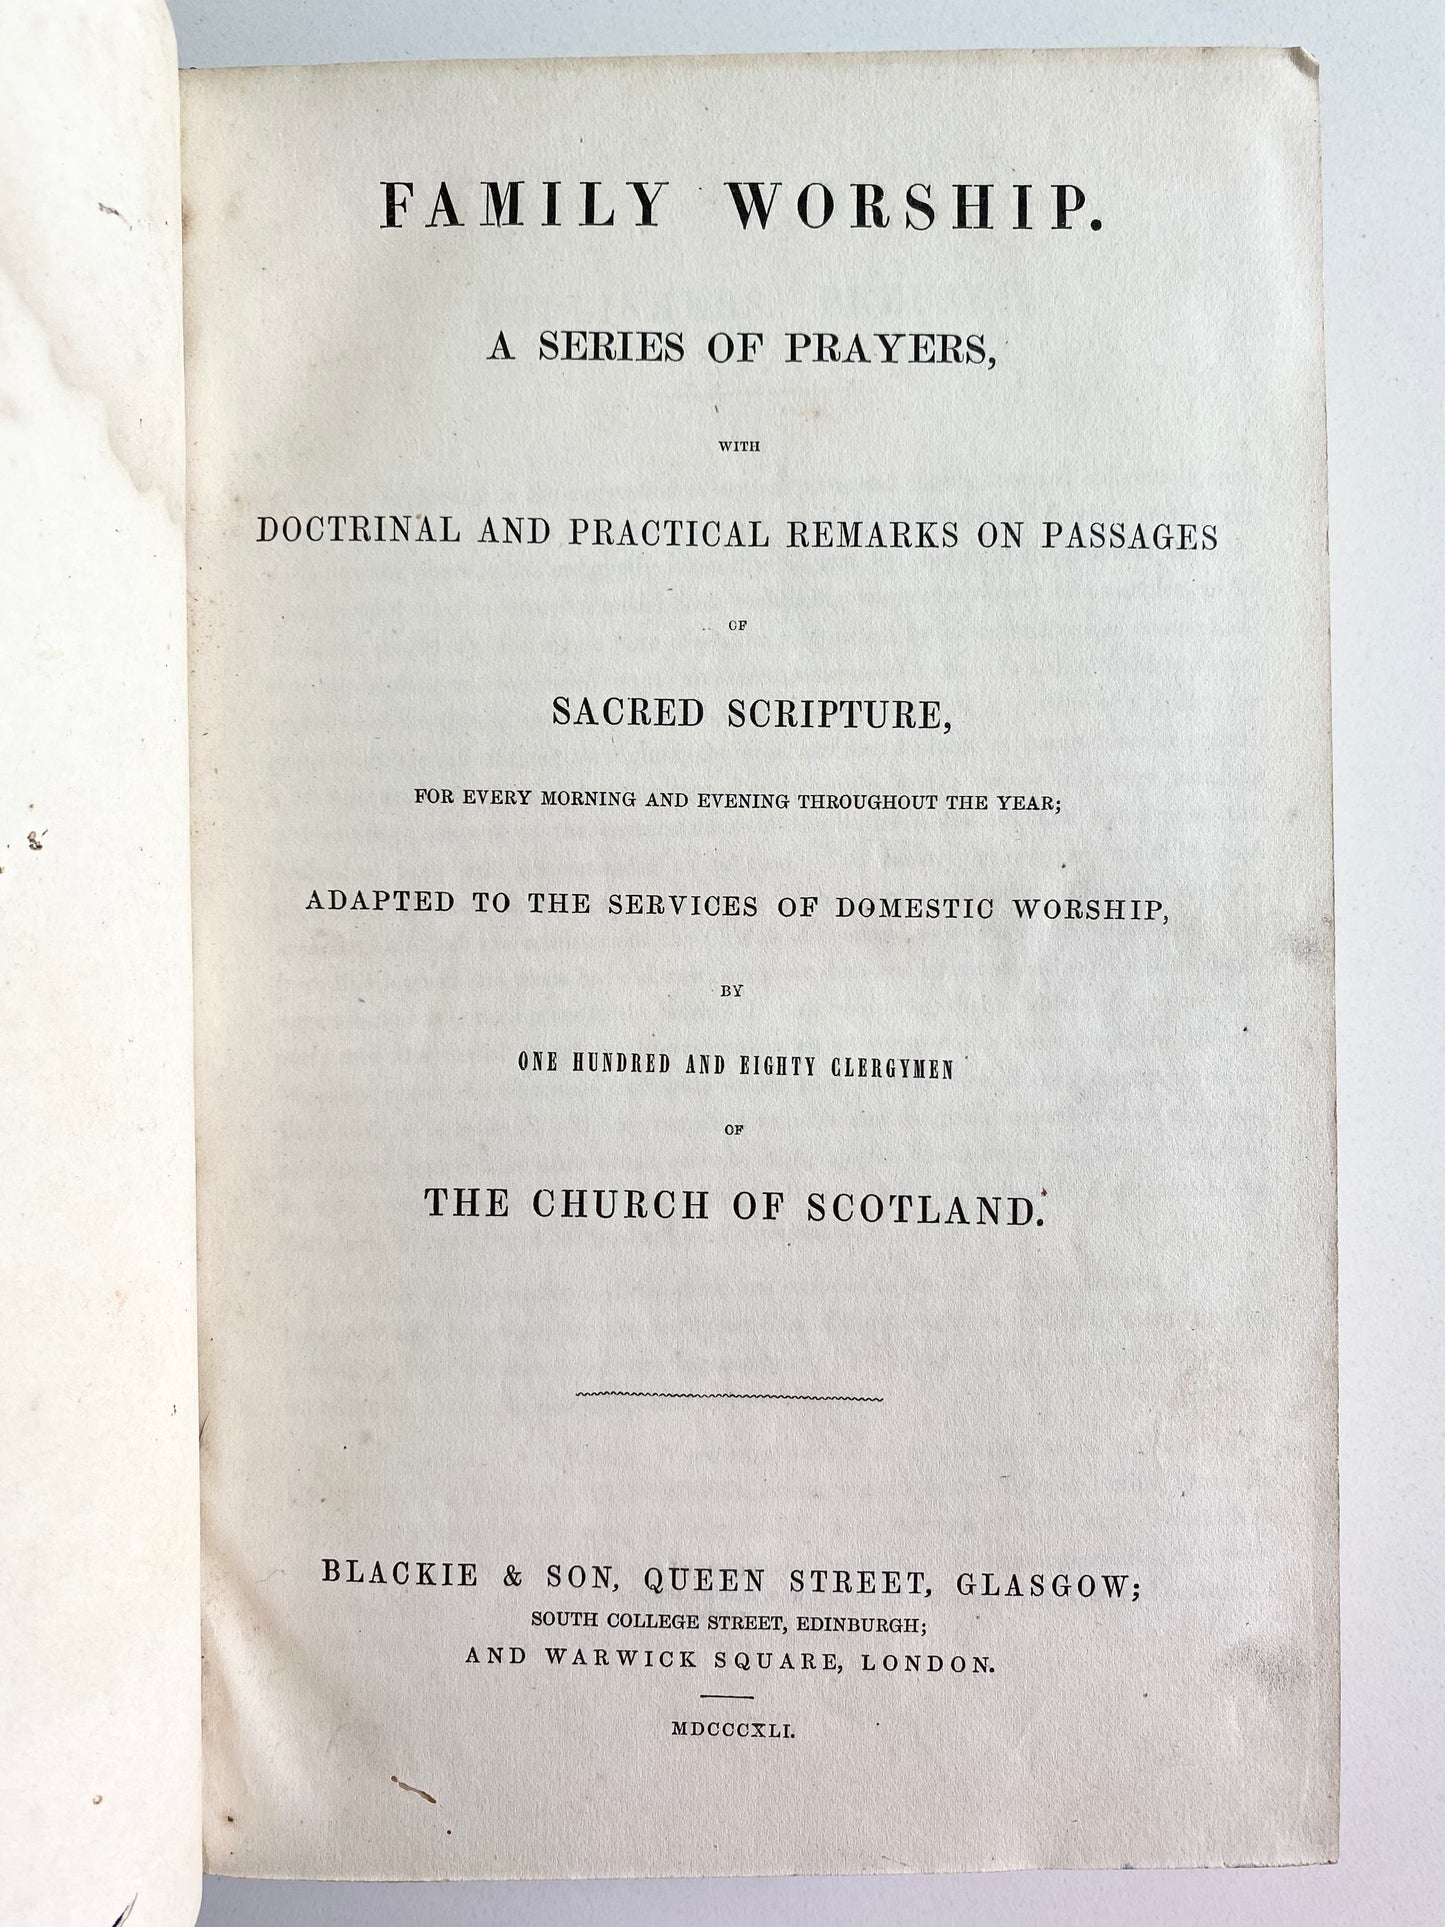 FAMILY WORSHIP.
A SERIES OF PRAYERS,
WITH
DOCTRINAL AND PRACTICAL REMARKS ON PASSAGES
OF
SACRED SCRIPTURE,
FOR EVERY MORNING AND EVENING THROUGHOUT THE YEAR;
ADAPTED TO THE SERVICES OF DOMESTIC WORSHIP,
BY
ONE HUNDRED AND EIGHTY CLERGYMEN
OF
THE CHURCH OF SCOTLAND.
BLACKIE & SON, QUEEN STREET, GLASGOW;
SOUTH COLLEGE STREET, EDINBURGH;
AND WARWICK SQUARE, LONDON.
MDCCCXLI.